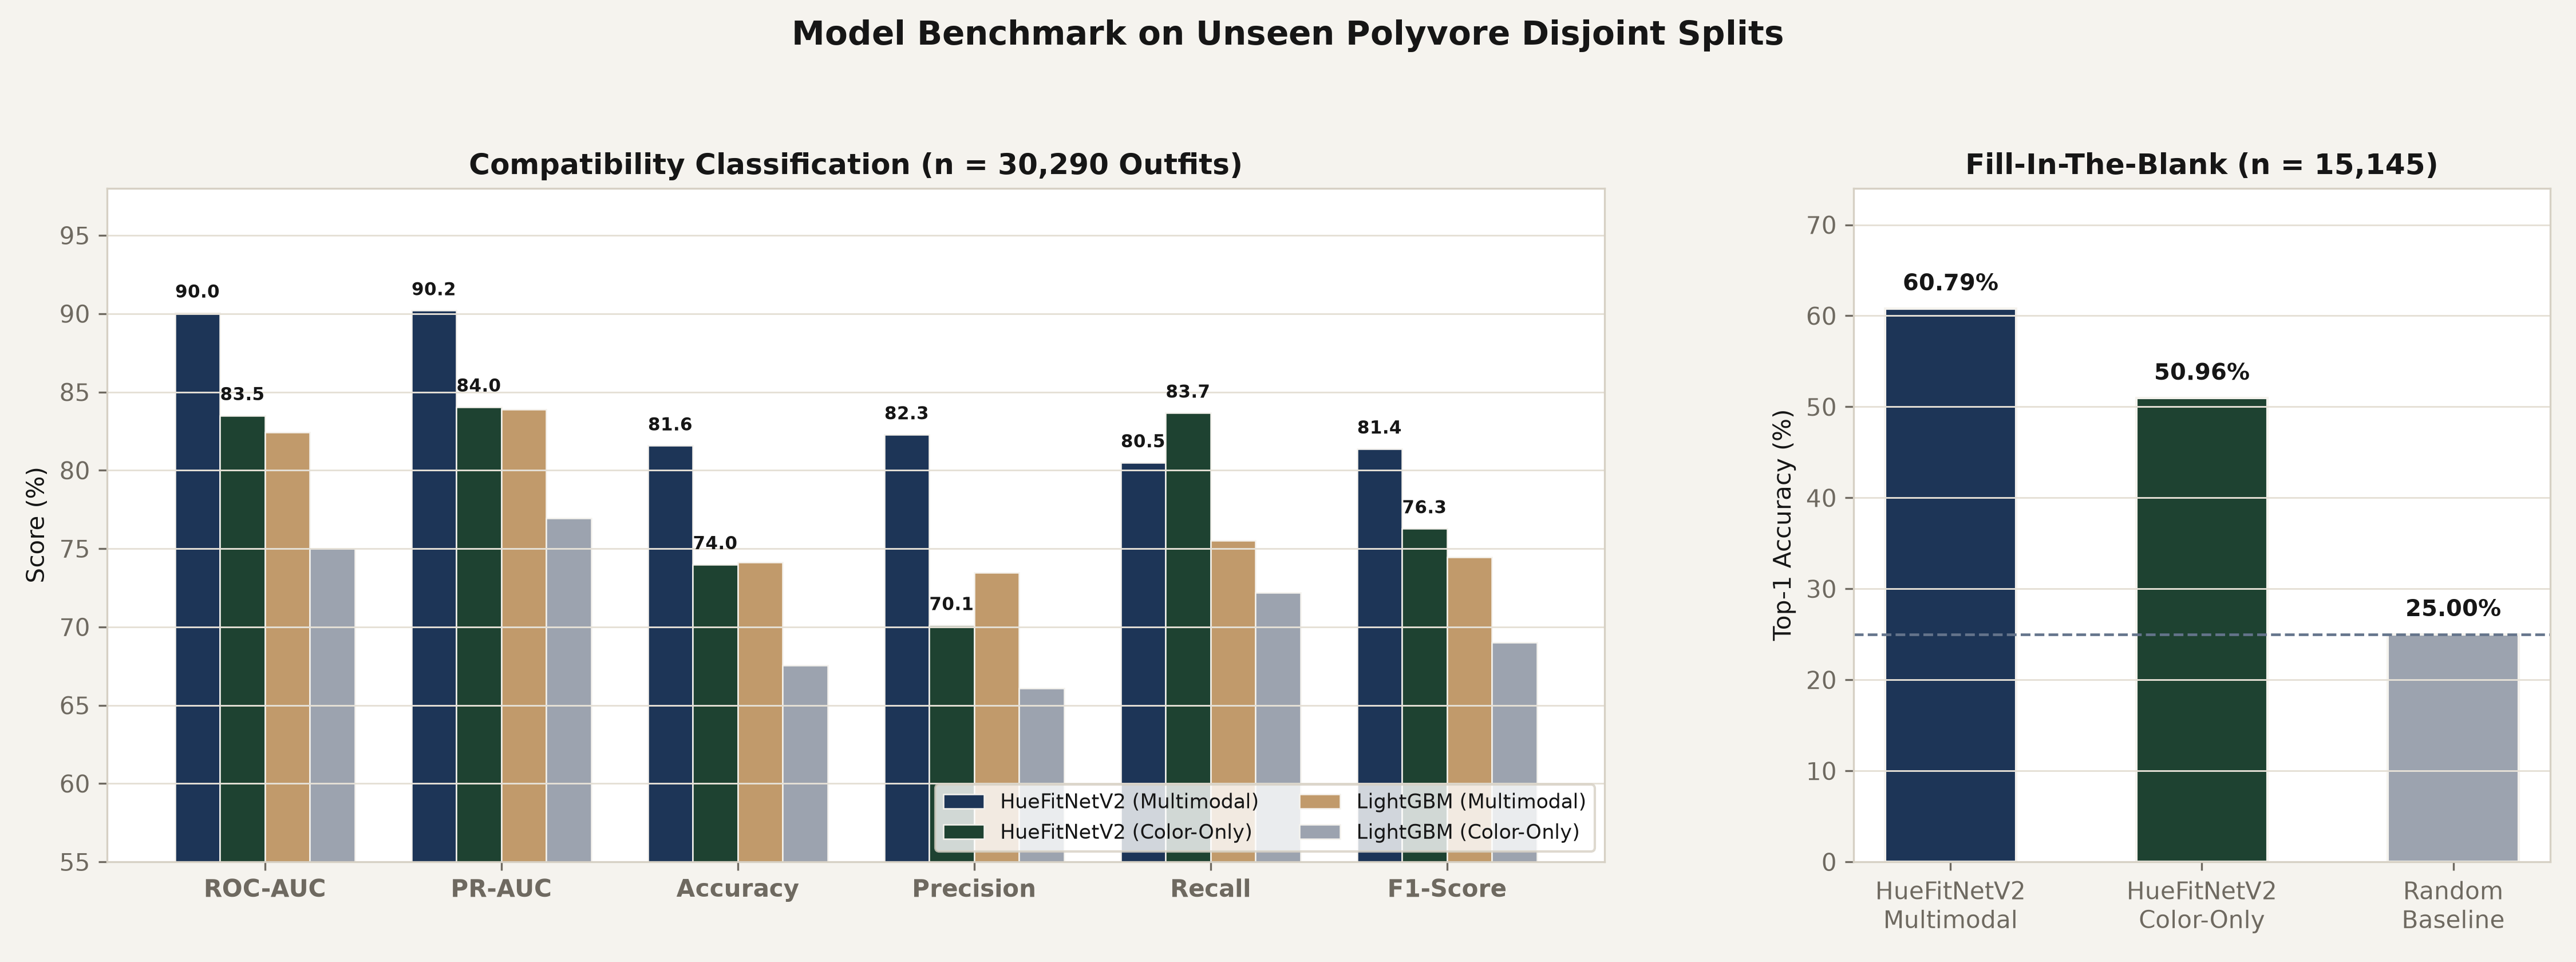 Model Benchmark on Unseen Polyvore Disjoint Splits
Compatibility Classification (n = 30,290 Outfits)
Score (%)
95
90
85
80
75
70
65
60
55
90.0
83.5
90.2
84.0
81.6
74.0
82.3
70.1
80.5
83.7
81.4
76.3
HueFitNetV2 (Multimodal)
HueFitNetV2 (Color-Only)
LightGBM (Multimodal)
LightGBM (Color-Only)
ROC-AUC
PR-AUC
Accuracy
Precision
Recall
F1-Score
Fill-In-The-Blank (n = 15,145)
Top-1 Accuracy (%)
70
60
50
40
30
20
10
0
60.79%
50.96%
25.00%
HueFitNetV2
Multimodal
HueFitNetV2
Color-Only
Random
Baseline